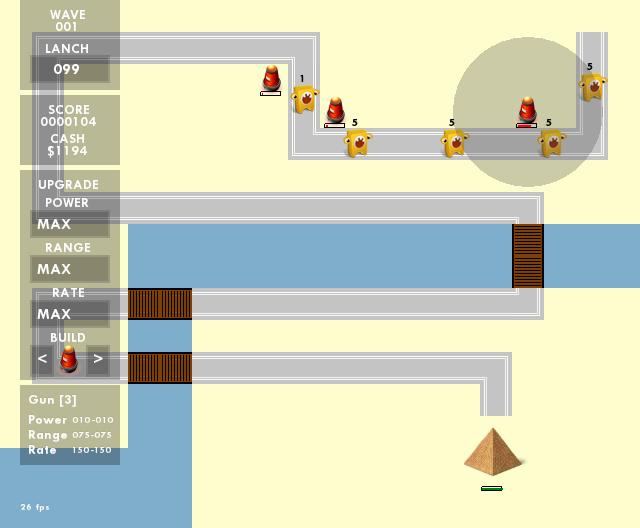 WAVE
001
LANCH
099
SCORE
0000104
CASH
$1194
UPGRADE
POWER
MAX
RANGE
MAX
RATE
MAX
BUILD
< >
Gun [3]
Power 010-010
Range 075-075
Rate 150-150
26 fps
1
5
5
5
5